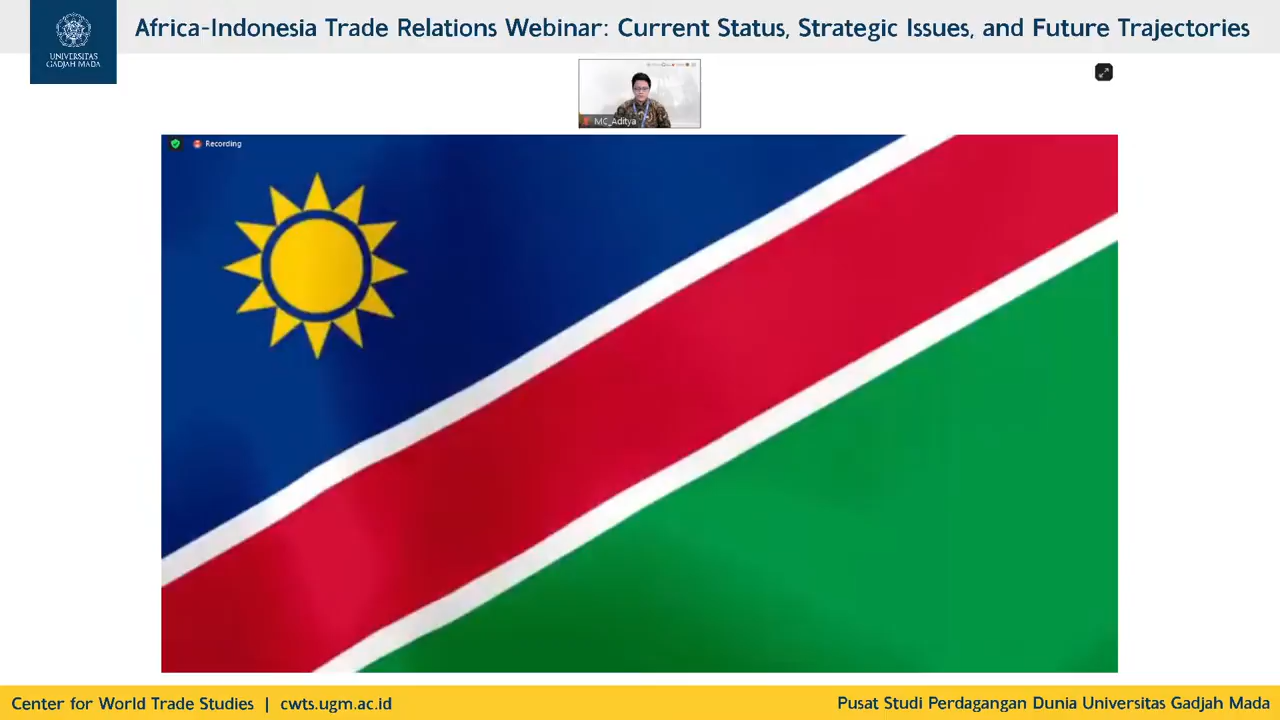 Africa-Indonesia Trade Relations Webinar: Current Status, Strategic Issues, and Future Trajectories
UNIVERSITAS
GADJAH MADA
MC_Aditya
Recording
Center for World Trade Studies | cwts.ugm.ac.id
Pusat Studi Perdagangan Dunia Universitas Gadjah Mada